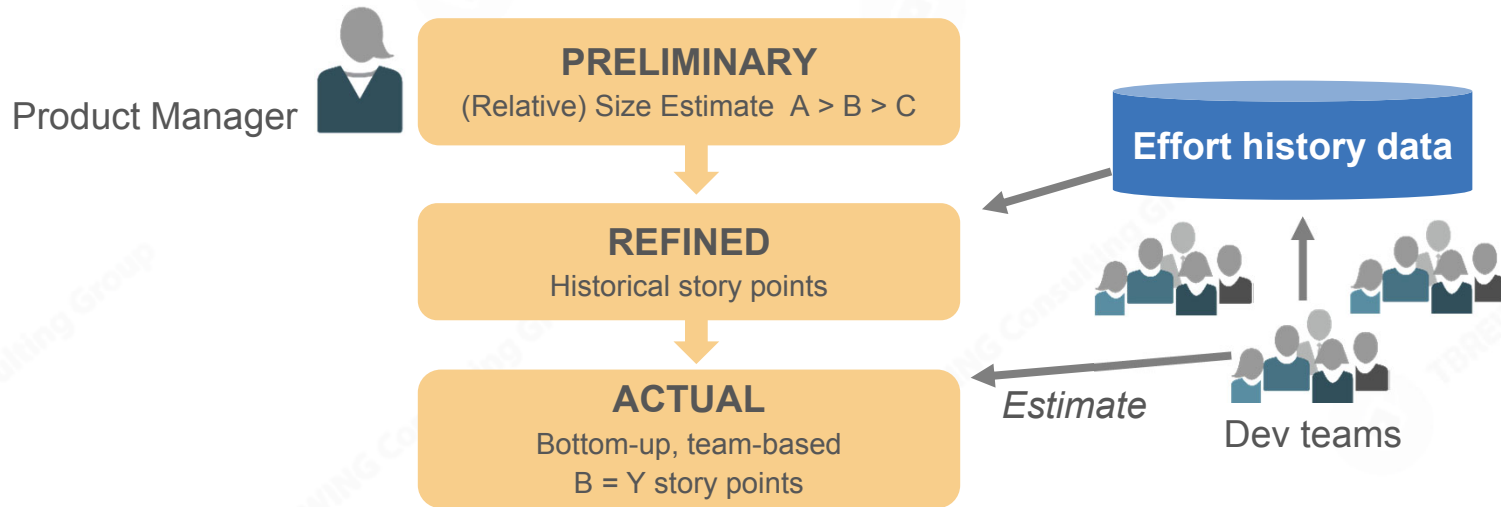 Product Manager
PRELIMINARY
(Relative) Size Estimate A > B > C
Effort history data
REFINED
Historical story points
ACTUAL
Bottom-up, team-based
B = Y story points
Estimate
Dev teams